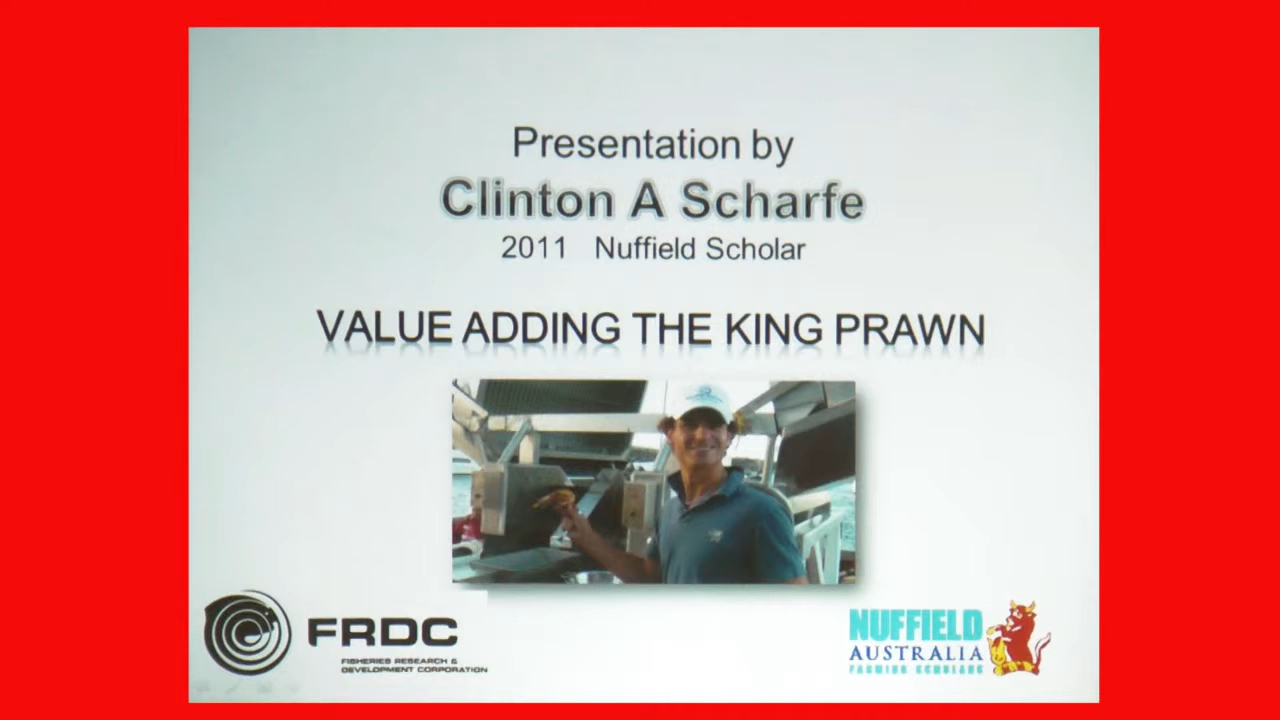 Presentation by
Clinton A Scharfe
2011 Nuffield Scholar
VALUE ADDING THE KING PRAWN
FRDC
FISHERIES RESEARCH &
DEVELOPMENT CORPORATION
NUFFIELD
AUSTRALIA
FARMING SCHOLARS